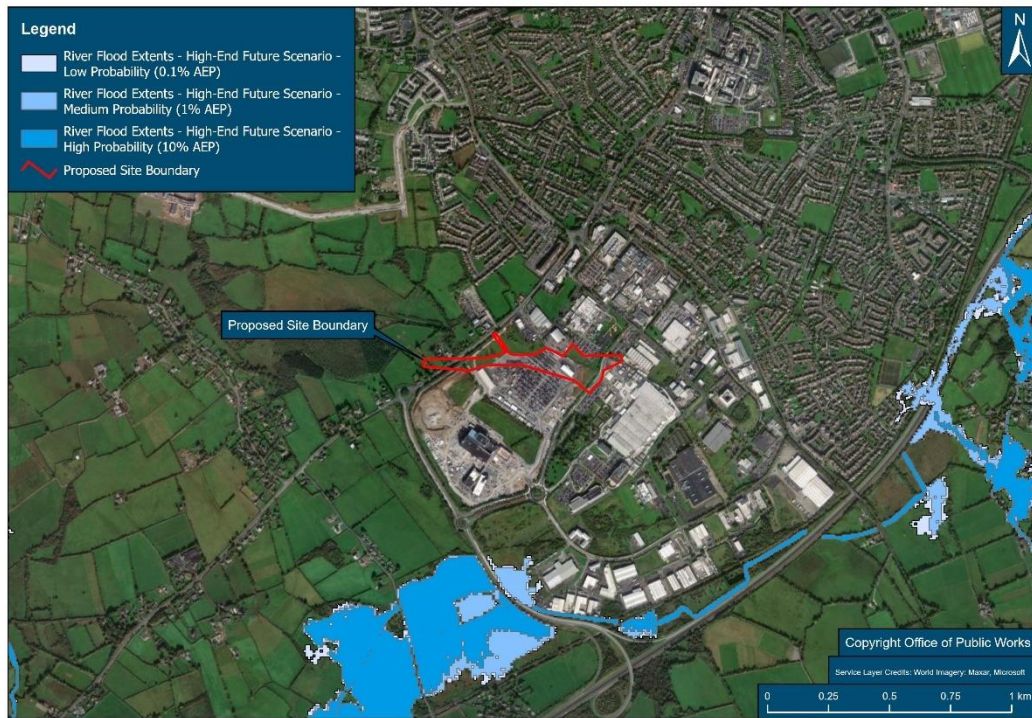 Legend
River Flood Extents - High-End Future Scenario -
Low Probability (0.1% AEP)
River Flood Extents - High-End Future Scenario -
Medium Probability (1% AEP)
River Flood Extents - High-End Future Scenario -
High Probability (10% AEP)
Proposed Site Boundary
N
Proposed Site Boundary
Copyright Office of Public Works
Service Layer Credits: World Imagery: Maxar, Microsoft
0 0.25 0.5 0.75 1 km